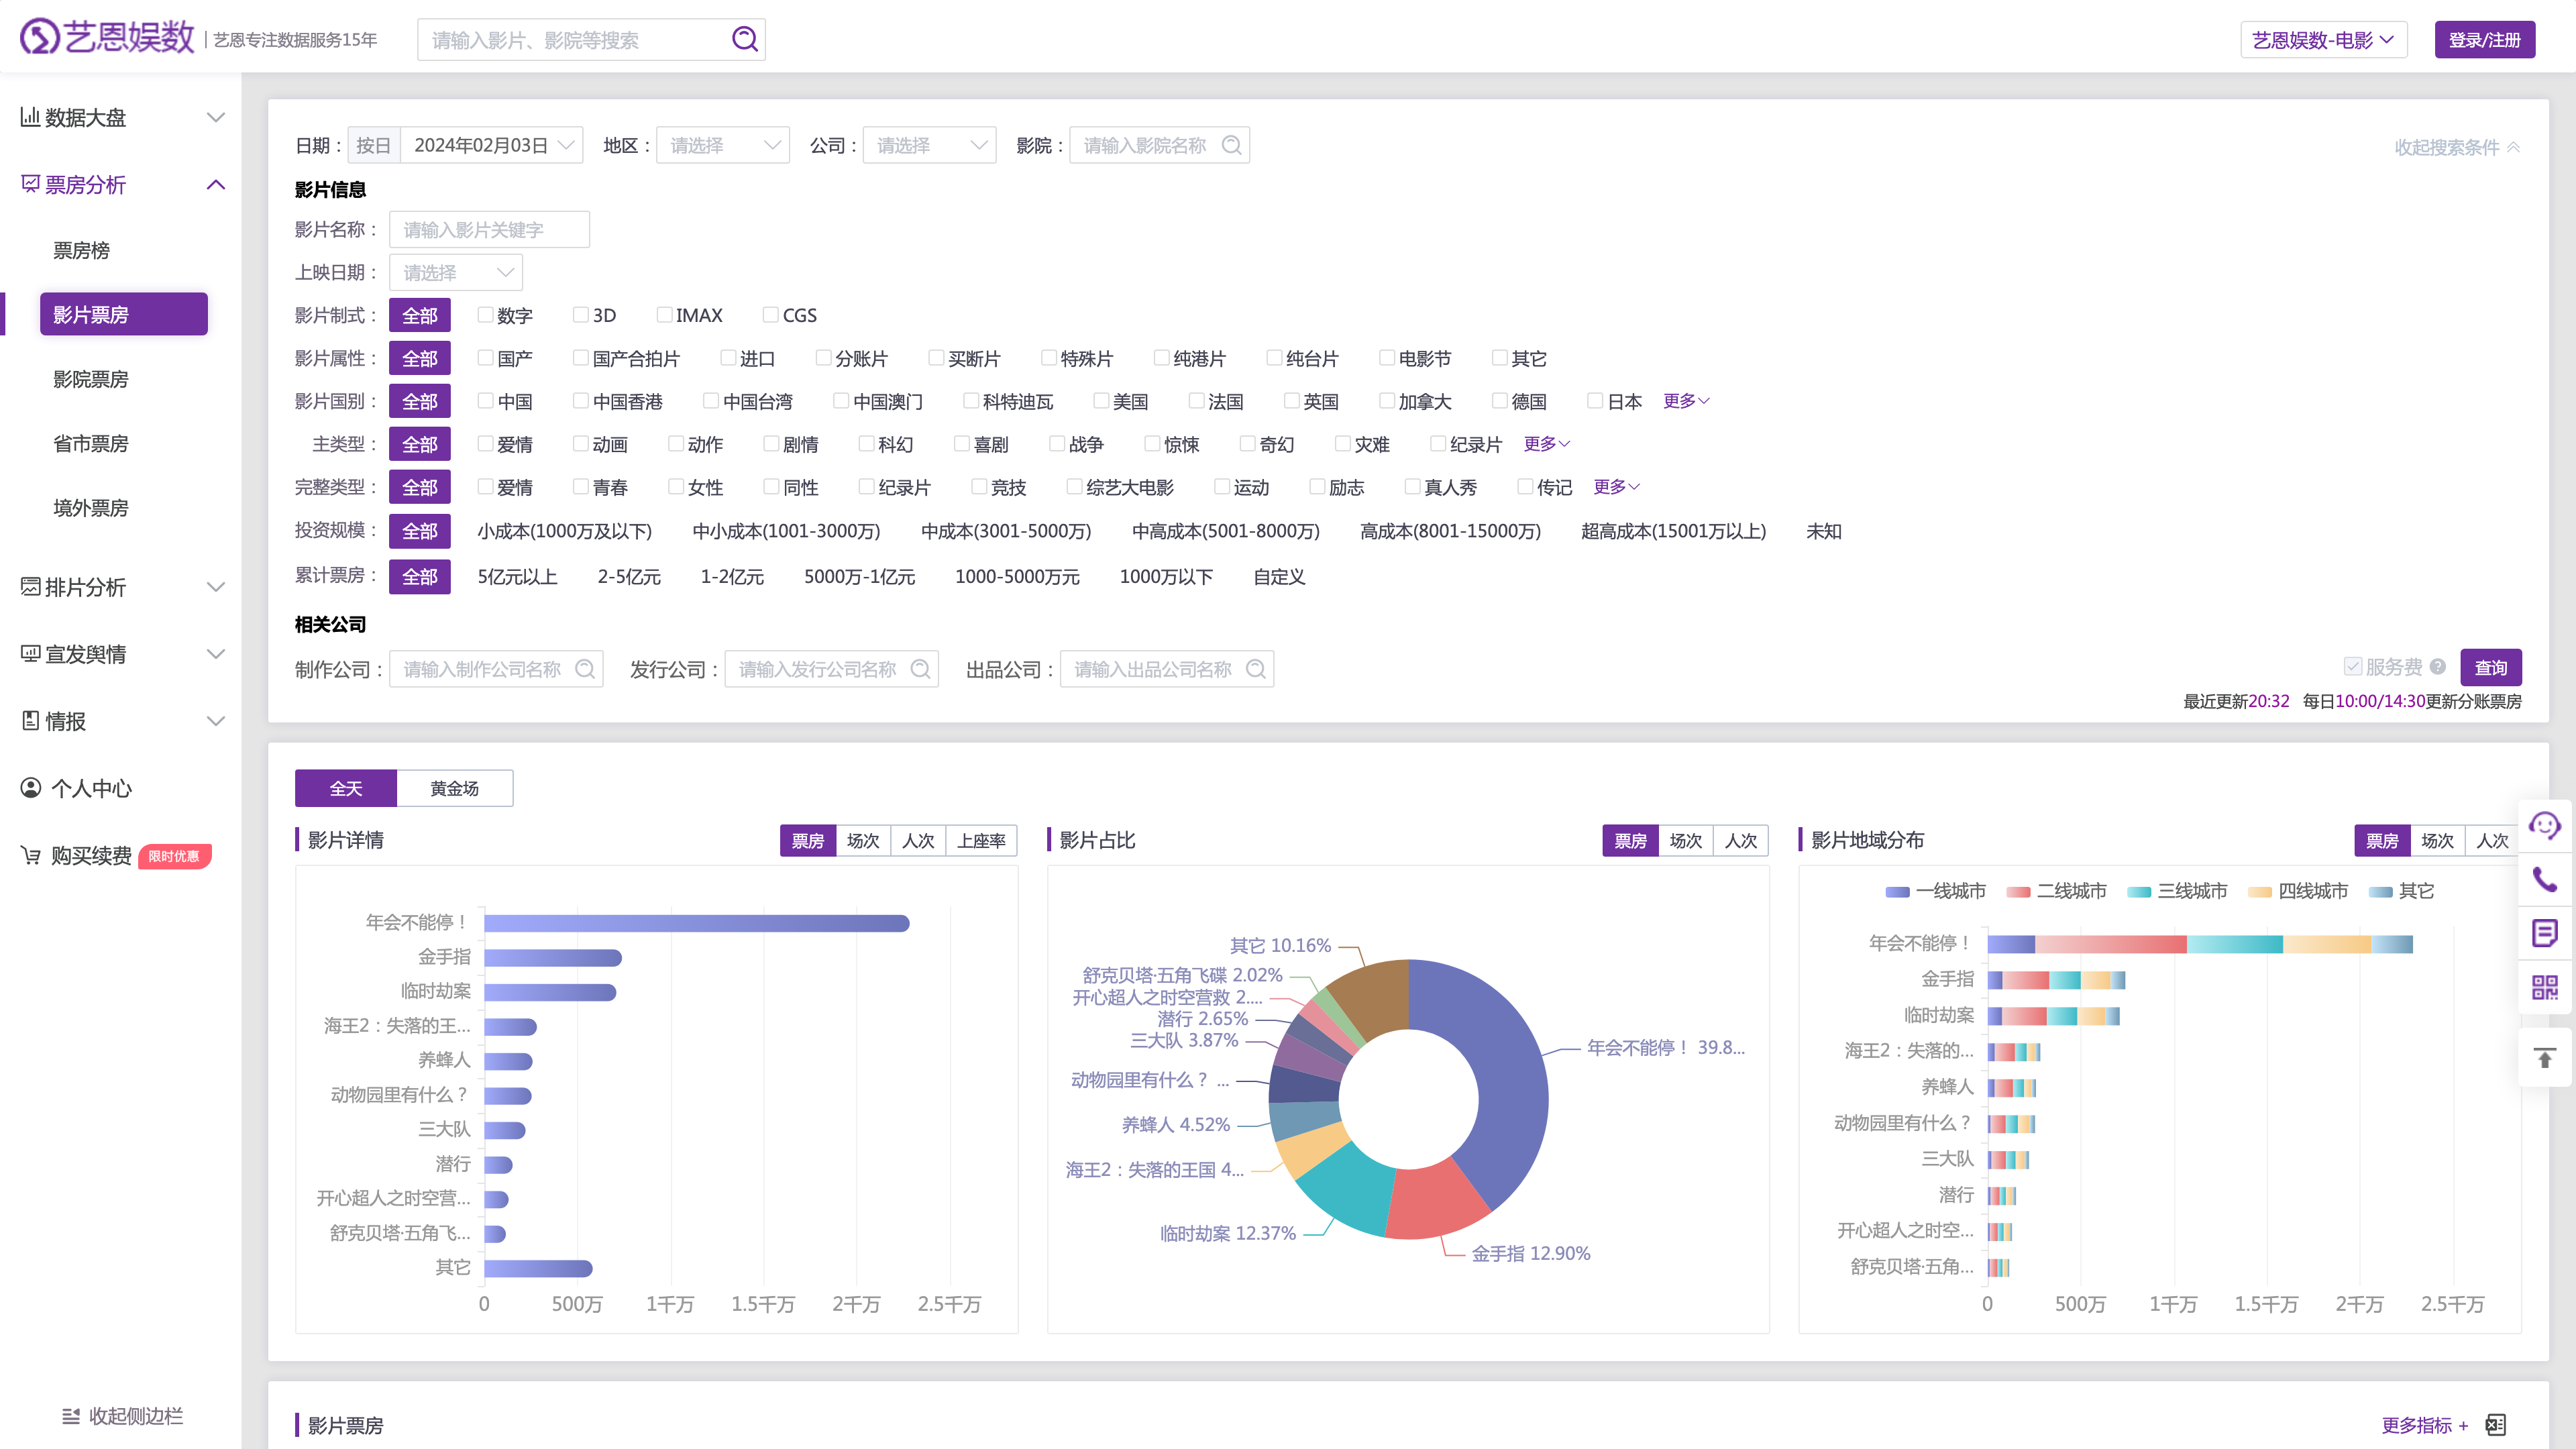 艺恩娱数 | 艺恩专注数据服务15年
请输入影片、影院等搜索
艺恩娱数-电影
登录/注册
数据大盘
票房分析
票房榜
影片票房
影院票房
省市票房
境外票房
排片分析
宣发舆情
情报
个人中心
购买续费 限时优惠
收起侧边栏
日期： 按日 2024年02月03日 地区： 请选择 公司： 请选择 影院： 请输入影院名称 收起搜索条件
影片信息
影片名称： 请输入影片关键字
上映日期： 请选择
影片制式： 全部 数字 3D IMAX CGS
影片属性： 全部 国产 国产合拍片 进口 分账片 买断片 特殊片 纯港片 纯台片 电影节 其它
影片国别： 全部 中国 中国香港 中国台湾 中国澳门 科特迪瓦 美国 法国 英国 加拿大 德国 日本 更多
主类型： 全部 爱情 动画 动作 剧情 科幻 喜剧 战争 惊悚 奇幻 灾难 纪录片 更多
完整类型： 全部 爱情 青春 女性 同性 纪录片 竞技 综艺大电影 运动 励志 真人秀 传记 更多
投资规模： 全部 小成本(1000万及以下) 中小成本(1001-3000万) 中成本(3001-5000万) 中高成本(5001-8000万) 高成本(8001-15000万) 超高成本(15001万以上) 未知
累计票房： 全部 5亿元以上 2-5亿元 1-2亿元 5000万-1亿元 1000-5000万元 1000万以下 自定义
相关公司
制作公司： 请输入制作公司名称 发行公司： 请输入发行公司名称 出品公司： 请输入出品公司名称 服务费 ? 查询
最近更新20:32 每日10:00/14:30更新分账票房
全天 黄金场
影片详情 票房 场次 人次 上座率
年会不能停！
金手指
临时劫案
海王2：失落的王...
养蜂人
动物园里有什么？
三大队
潜行
开心超人之时空营...
舒克贝塔·五角飞...
其它
0 500万 1千万 1.5千万 2千万 2.5千万
影片占比 票房 场次 人次
其它 10.16%
舒克贝塔·五角飞碟 2.02%
开心超人之时空营救 2....
潜行 2.65%
三大队 3.87%
年会不能停！ 39.8...
动物园里有什么？ ...
养蜂人 4.52%
海王2：失落的王国 4...
临时劫案 12.37%
金手指 12.90%
影片地域分布 票房 场次 人次
一线城市 二线城市 三线城市 四线城市 其它
年会不能停！
金手指
临时劫案
海王2：失落的...
养蜂人
动物园里有什么？
三大队
潜行
开心超人之时空...
舒克贝塔·五角...
0 500万 1千万 1.5千万 2千万 2.5千万
影片票房 更多指标 +